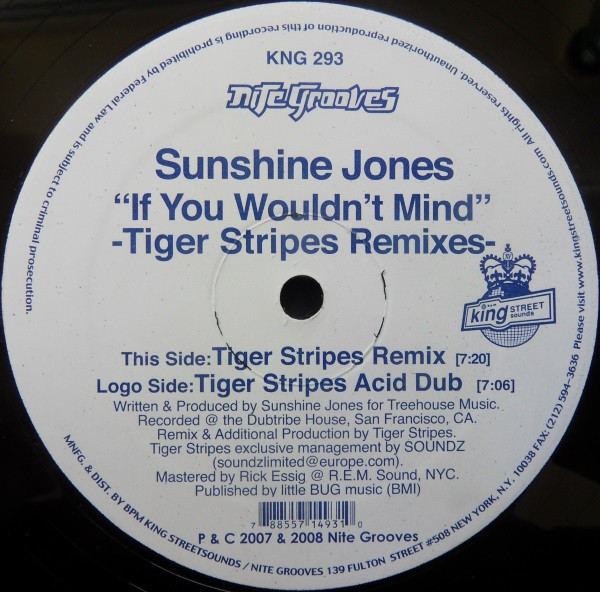 KNG 293
nite grooves
Sunshine Jones
“If You Wouldn’t Mind”
-Tiger Stripes Remixes-
king STREET
sounds
This Side:Tiger Stripes Remix [7:20]
Logo Side:Tiger Stripes Acid Dub [7:06]
Written & Produced by Sunshine Jones for Treehouse Music.
Recorded @ the Dubtribe House, San Francisco, CA.
Remix & Additional Production by Tiger Stripes.
Tiger Stripes exclusive management by SOUNDZ
(soundzlimited@europe.com).
Mastered by Rick Essig @ R.E.M. Sound, NYC.
Published by little BUG music (BMI)
7 88557 14931 0
P & C 2007 & 2008 Nite Grooves
MNFG. & DIST. BY BPM KING STREETSOUNDS / NITE GROOVES 139 FULTON STREET #508 NEW YORK, N.Y. 10038 FAX: (212) 594-3636 Please visit www.kingstreetsounds.com All rights reserved. Unauthorized reproduction of this recording is prohibited by Federal Law and is subject to criminal prosecution.